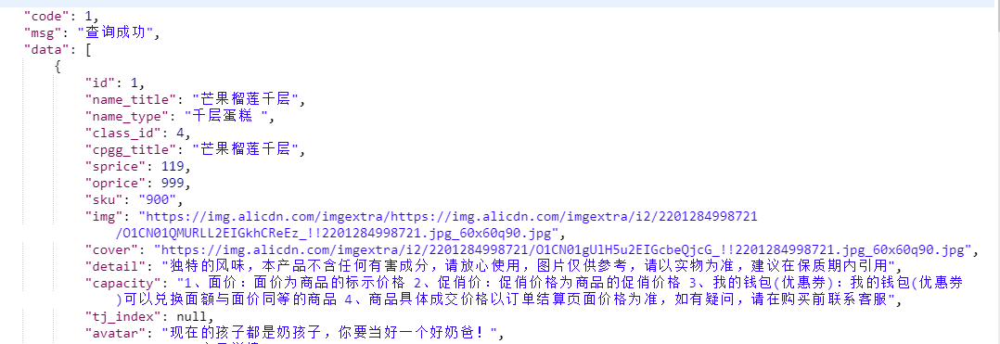 "code": 1,
"msg": "查询成功",
"data": [
{
"id": 1,
"name_title": "芒果榴莲千层",
"name_type": "千层蛋糕 ",
"class_id": 4,
"cpgg_title": "芒果榴莲千层",
"sprice": 119,
"oprice": 999,
"sku": "900",
"img": "https://img.alicdn.com/imgextra/https://img.alicdn.com/imgextra/i2/2201284998721
/O1CN01QMURLL2EIGkhCReEz_!!2201284998721.jpg_60x60q90.jpg",
"cover": "https://img.alicdn.com/imgextra/i2/2201284998721/O1CN01gUlH5u2EIGcbeQjcG_!!2201284998721.jpg_60x60q90.jpg",
"detail": "独特的风味，本产品不含任何有害成分，请放心使用，图片仅供参考，请以实物为准，建议在保质期内引用",
"capacity": "1、面价：面价为商品的标示价格 2、促俏价：促俏价格为商品的促俏价格 3、我的钱包(优惠券)：我的钱包(优惠券
)可以兑换面额与面价同等的商品 4、商品具体成交价格以订单结算页面价格为准，如有疑问，请在购买前联系客服",
"tj_index": null,
"avatar": "现在的孩子都是奶孩子，你要当好一个好奶爸！",